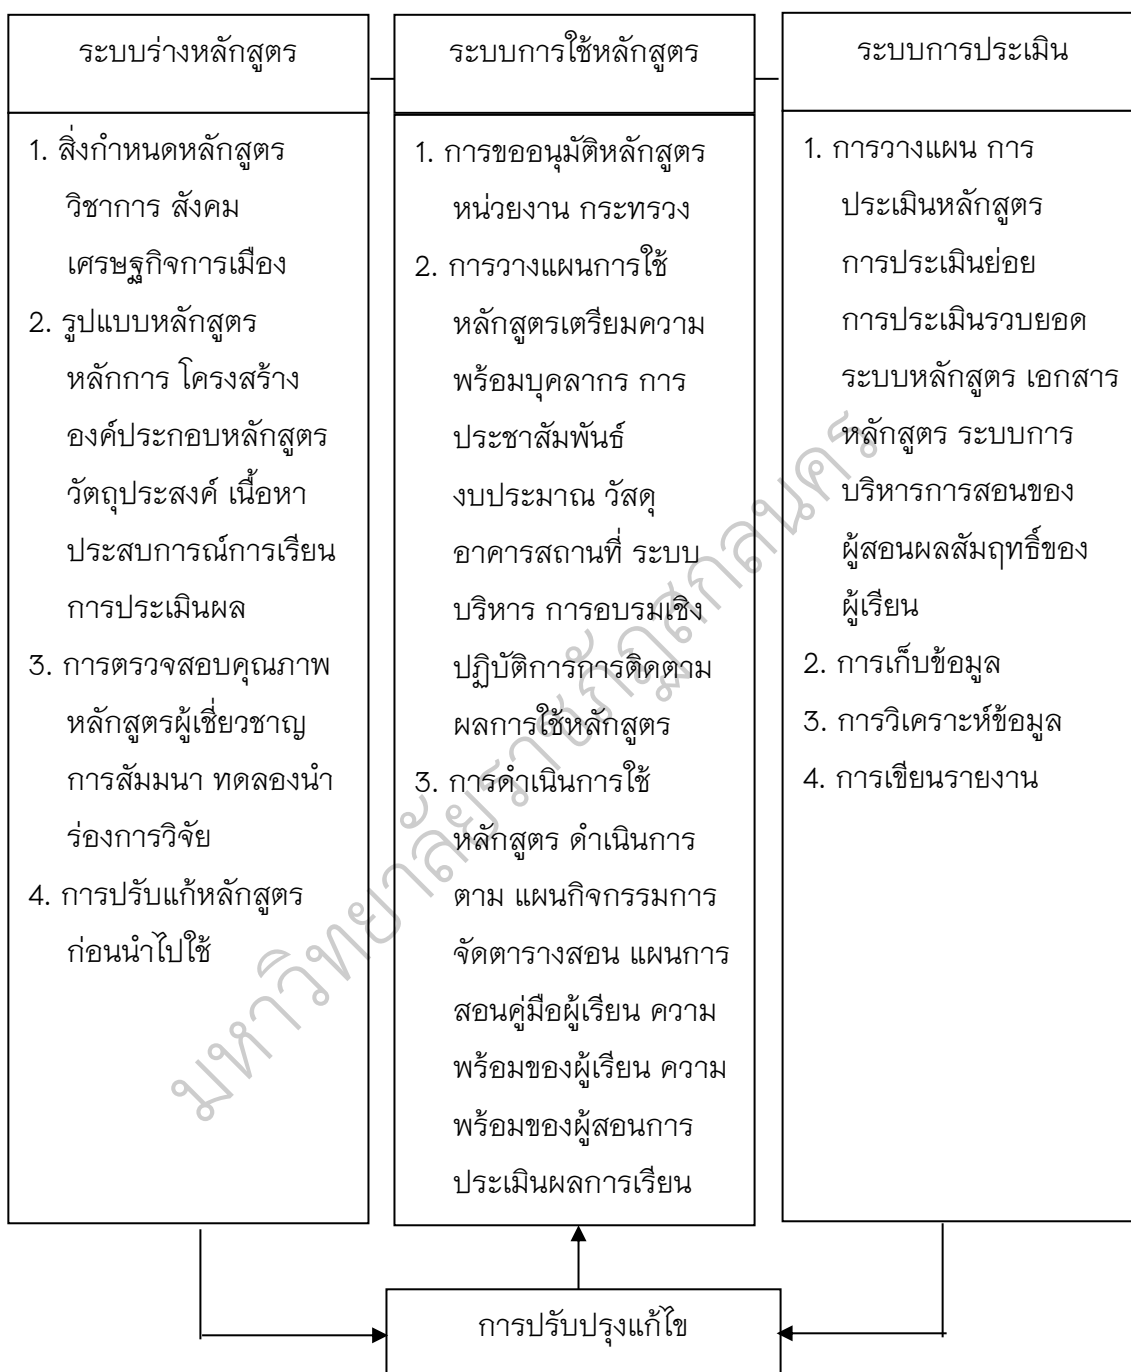 ระบบร่างหลักสูตร
1. สิ่งกำหนดหลักสูตร
วิชาการ สังคม
เศรษฐกิจการเมือง
2. รูปแบบหลักสูตร
หลักการ โครงสร้าง
องค์ประกอบหลักสูตร
วัตถุประสงค์ เนื้อหา
ประสบการณ์การเรียน
การประเมินผล
3. การตรวจสอบคุณภาพ
หลักสูตรผู้เชี่ยวชาญ
การสัมมนา ทดลองนำ
ร่องการวิจัย
4. การปรับแก้หลักสูตร
ก่อนนำไปใช้
ระบบการใช้หลักสูตร
1. การขออนุมัติหลักสูตร
หน่วยงาน กระทรวง
2. การวางแผนการใช้
หลักสูตรเตรียมความ
พร้อมบุคลากร การ
ประชาสัมพันธ์
งบประมาณ วัสดุ
อาคารสถานที่ ระบบ
บริหาร การอบรมเชิง
ปฏิบัติการการติดตาม
ผลการใช้หลักสูตร
3. การดำเนินการใช้
หลักสูตร ดำเนินการ
ตาม แผนกิจกรรมการ
จัดตารางสอน แผนการ
สอนคู่มือผู้เรียน ความ
พร้อมของผู้เรียน ความ
พร้อมของผู้สอนการ
ประเมินผลการเรียน
ระบบการประเมิน
1. การวางแผน การ
ประเมินหลักสูตร
การประเมินย่อย
การประเมินรวบยอด
ระบบหลักสูตร เอกสาร
หลักสูตร ระบบการ
บริหารการสอนของ
ผู้สอนผลสัมฤทธิ์ของ
ผู้เรียน
2. การเก็บข้อมูล
3. การวิเคราะห์ข้อมูล
4. การเขียนรายงาน
การปรับปรุงแก้ไข
มหาวิทยาลัยราชภัฏสกลนคร